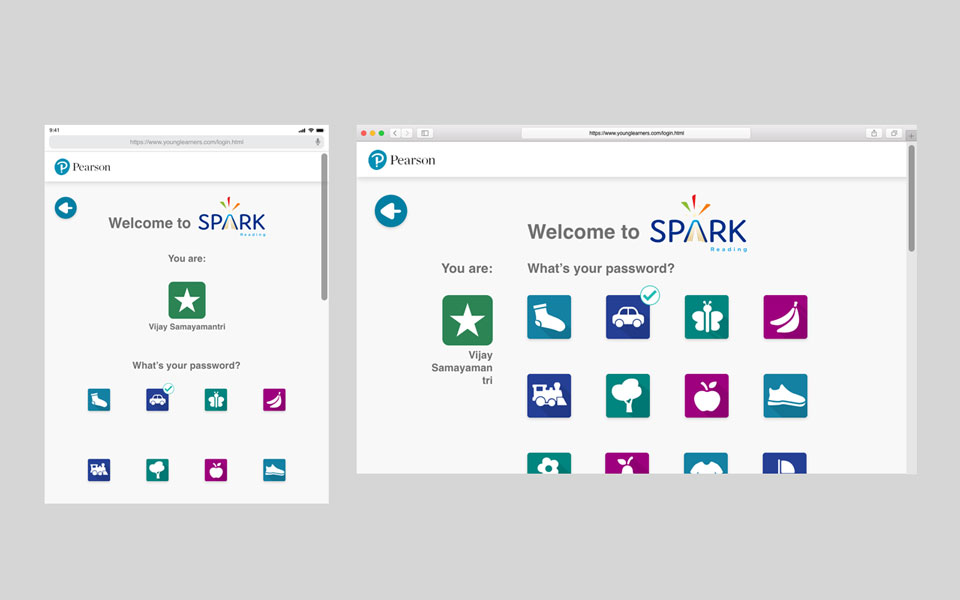 9:41
https://www.younglearners.com/login.html
Pearson
Welcome to SPARK
Reading
You are:
Vijay Samayamantri
What's your password?
https://www.younglearners.com/login.html
Pearson
Welcome to SPARK
Reading
You are:
What's your password?
Vijay
Samayaman
tri